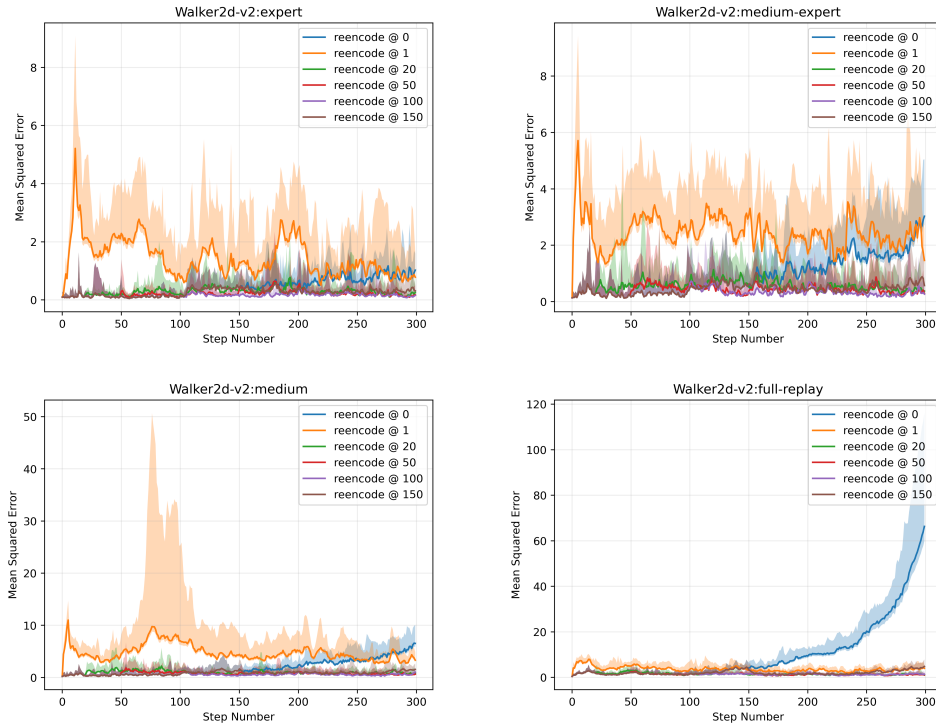 Walker2d-v2:expert
Mean Squared Error
8
6
4
2
0
reencode @ 0
reencode @ 1
reencode @ 20
reencode @ 50
reencode @ 100
reencode @ 150
0 50 100 150 200 250 300
Step Number
Walker2d-v2:medium-expert
Mean Squared Error
8
6
4
2
0
reencode @ 0
reencode @ 1
reencode @ 20
reencode @ 50
reencode @ 100
reencode @ 150
0 50 100 150 200 250 300
Step Number
Walker2d-v2:medium
Mean Squared Error
50
40
30
20
10
0
reencode @ 0
reencode @ 1
reencode @ 20
reencode @ 50
reencode @ 100
reencode @ 150
0 50 100 150 200 250 300
Step Number
Walker2d-v2:full-replay
Mean Squared Error
120
100
80
60
40
20
0
reencode @ 0
reencode @ 1
reencode @ 20
reencode @ 50
reencode @ 100
reencode @ 150
0 50 100 150 200 250 300
Step Number